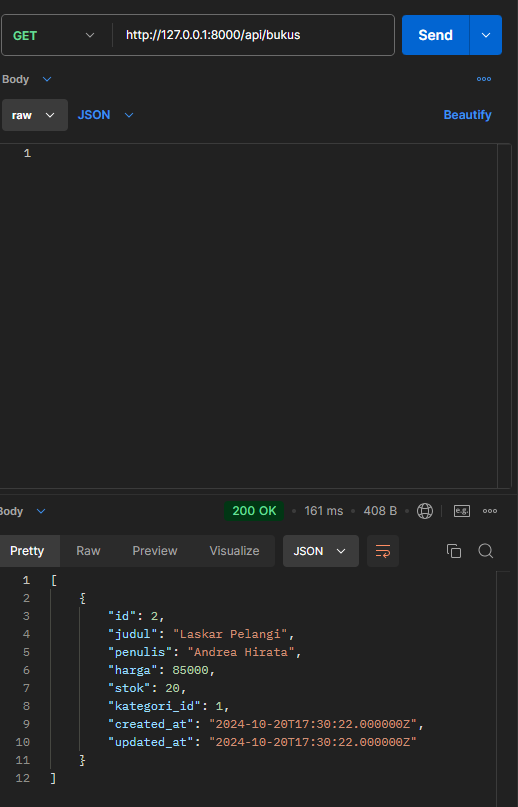 GET http://127.0.0.1:8000/api/bukus Send
Body
raw JSON Beautify
1
Body 200 OK • 161 ms • 408 B • e.g.
Pretty Raw Preview Visualize JSON
1 [
2 {
3 "id": 2,
4 "judul": "Laskar Pelangi",
5 "penulis": "Andrea Hirata",
6 "harga": 85000,
7 "stok": 20,
8 "kategori_id": 1,
9 "created_at": "2024-10-20T17:30:22.000000Z",
10 "updated_at": "2024-10-20T17:30:22.000000Z"
11 }
12 ]